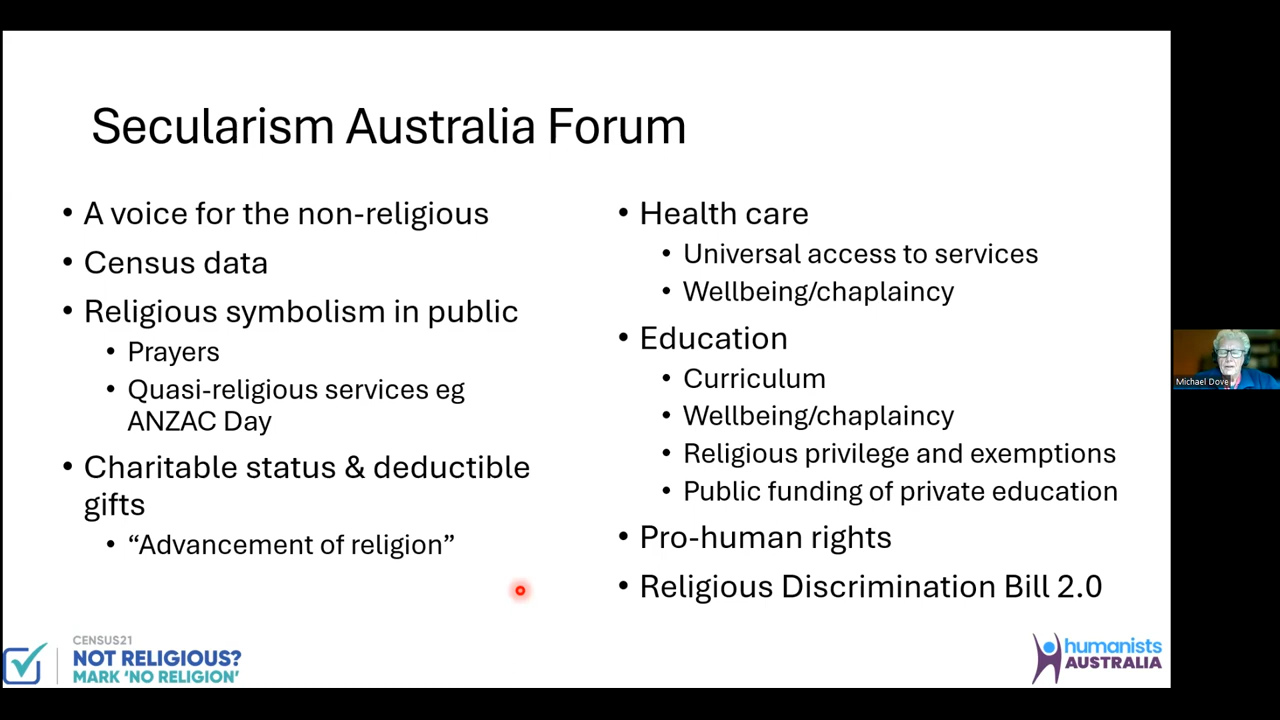 Secularism Australia Forum
• A voice for the non-religious
• Census data
• Religious symbolism in public
• Prayers
• Quasi-religious services eg
ANZAC Day
• Charitable status & deductible
gifts
• “Advancement of religion”
• Health care
• Universal access to services
• Wellbeing/chaplaincy
• Education
• Curriculum
• Wellbeing/chaplaincy
• Religious privilege and exemptions
• Public funding of private education
• Pro-human rights
• Religious Discrimination Bill 2.0
CENSUS21
NOT RELIGIOUS?
MARK ‘NO RELIGION’
humanists
AUSTRALIA
Michael Dove